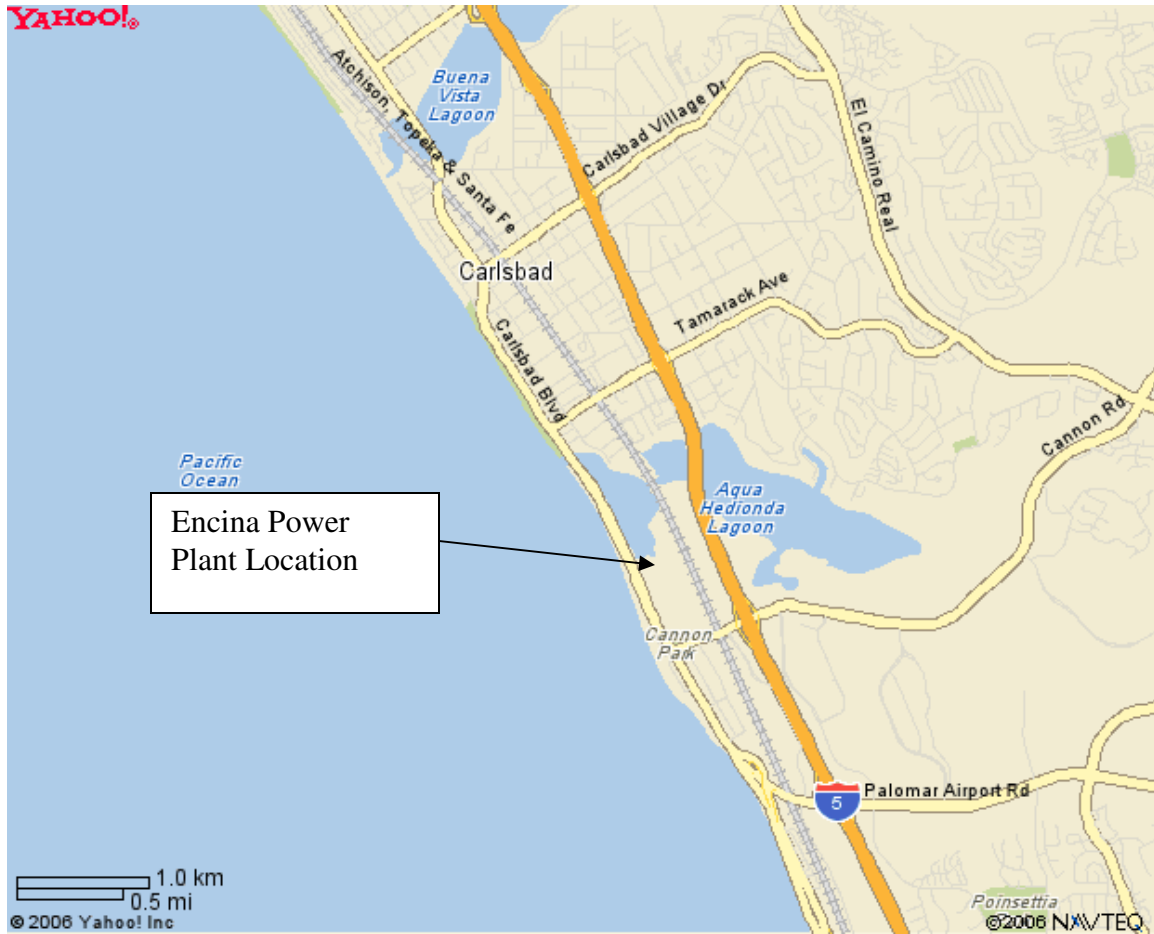 YAHOO!®
Atchison, Topeka & Santa Fe
Buena
Vista
Lagoon
Carlsbad Village Dr
El Camino Real
Carlsbad
Tamarack Ave
Carlsbad Blvd
Cannon Rd
Pacific
Ocean
Aqua
Hedionda
Lagoon
Encina Power
Plant Location
Cannon
Park
5
Palomar Airport Rd
1.0 km
0.5 mi
Poinsettia
© 2006 Yahoo! Inc
©2006 NAVTEQ